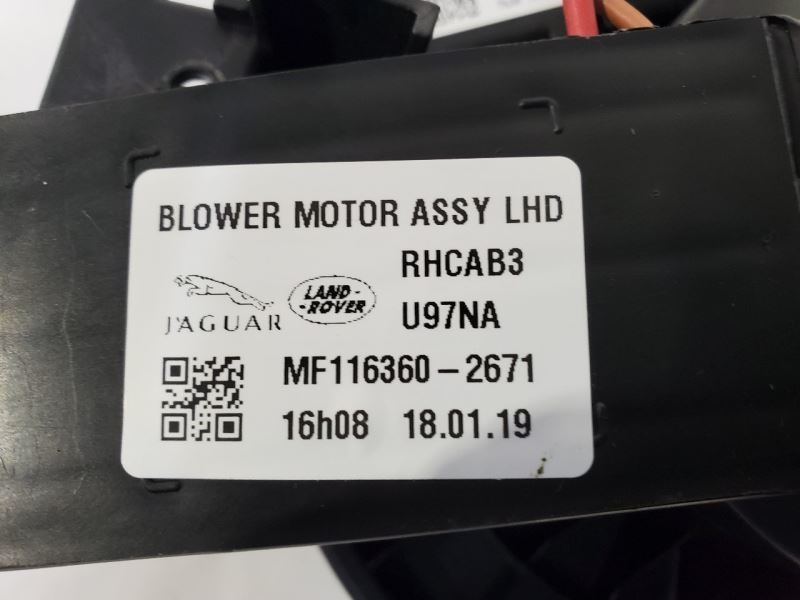 BLOWER MOTOR ASSY LHD
RHCAB3
JAGUAR
LAND-
-ROVER
U97NA
MF116360-2671
16h08 18.01.19